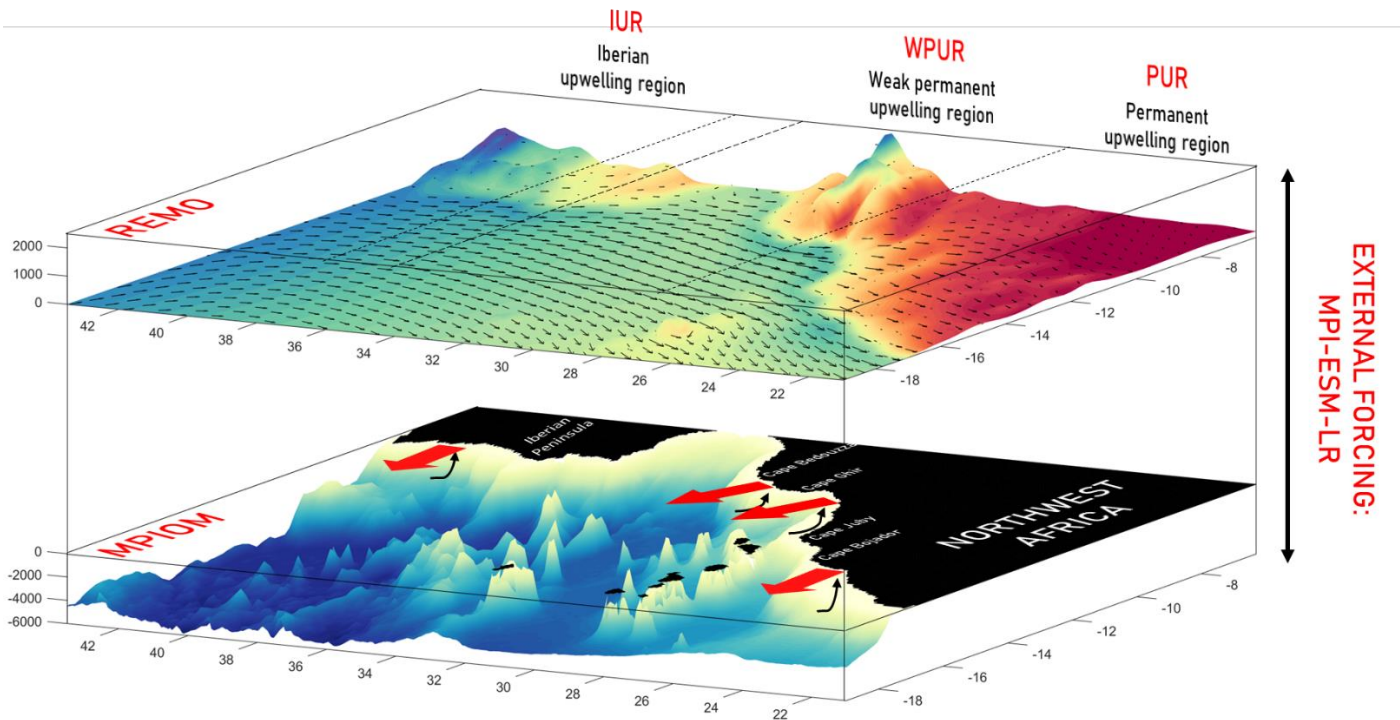 IUR
Iberian
upwelling region
WPUR
Weak permanent
upwelling region
PUR
Permanent
upwelling region
REMO
2000
1000
0
42
40
38
36
34
32
30
28
26
24
22
-18
-16
-14
-12
-10
-8
EXTERNAL FORCING:
MPI-ESM-LR
Iberian
Peninsula
Cape Bedouzza
Cape Ghir
Cape Juby
Cape Bojador
NORTHWEST
AFRICA
MPIOM
0
-2000
-4000
-6000
42
40
38
36
34
32
30
28
26
24
22
-18
-16
-14
-12
-10
-8